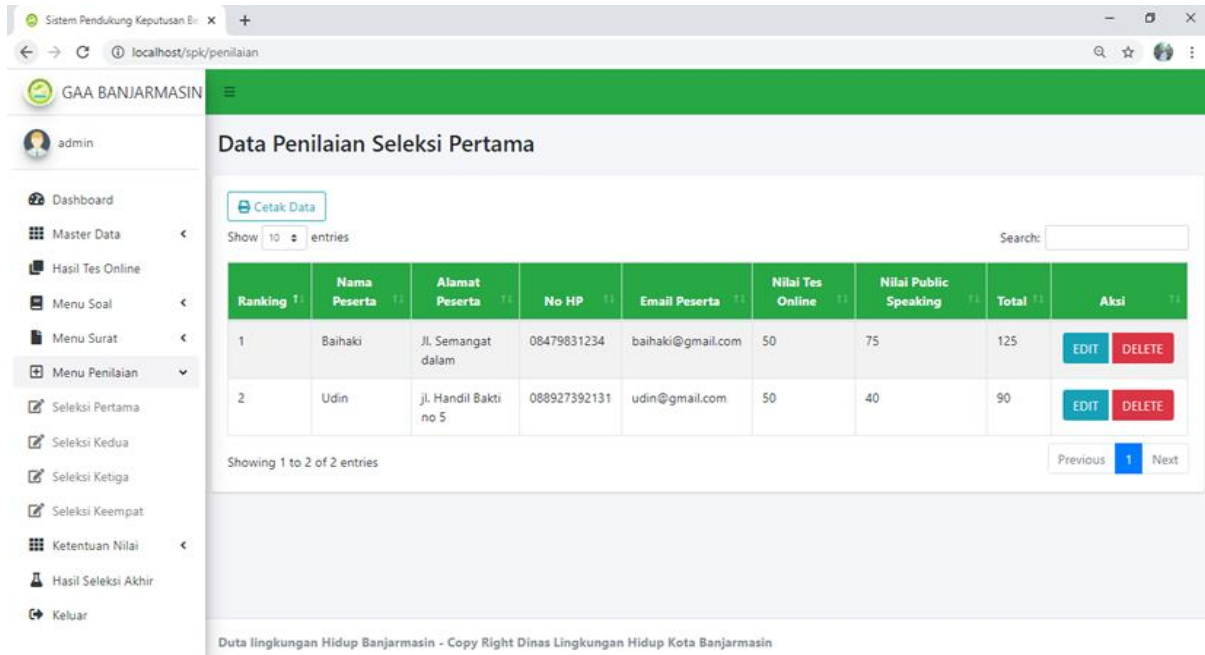 Sistem Pendukung Keputusan Be
localhost/spk/penilaian
GAA BANJARMASIN
admin
Dashboard
Master Data
Hasil Tes Online
Menu Soal
Menu Surat
Menu Penilaian
Seleksi Pertama
Seleksi Kedua
Seleksi Ketiga
Seleksi Keempat
Ketentuan Nilai
Hasil Seleksi Akhir
Keluar
Data Penilaian Seleksi Pertama
Cetak Data
Show 10 entries
Search:
Ranking Nama Peserta Alamat Peserta No HP Email Peserta Nilai Tes Online Nilai Public Speaking Total Aksi
1 Baihaki Jl. Semangat dalam 08479831234 baihaki@gmail.com 50 75 125 EDIT DELETE
2 Udin jl. Handil Bakti no 5 088927392131 udin@gmail.com 50 40 90 EDIT DELETE
Showing 1 to 2 of 2 entries
Previous 1 Next
Duta lingkungan Hidup Banjarmasin - Copy Right Dinas Lingkungan Hidup Kota Banjarmasin